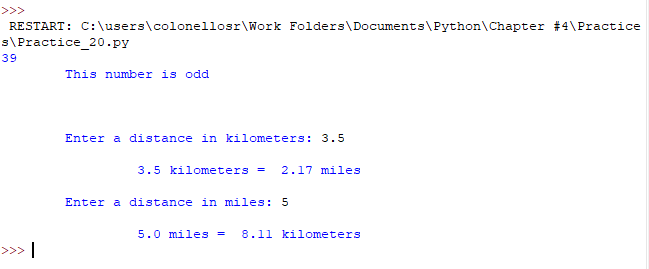 >>>
 RESTART: C:\users\colonellosr\Work Folders\Documents\Python\Chapter #4\Practice
s\Practice_20.py
39
        This number is odd
        Enter a distance in kilometers: 3.5
                 3.5 kilometers =  2.17 miles
        Enter a distance in miles: 5
                 5.0 miles =  8.11 kilometers
>>>